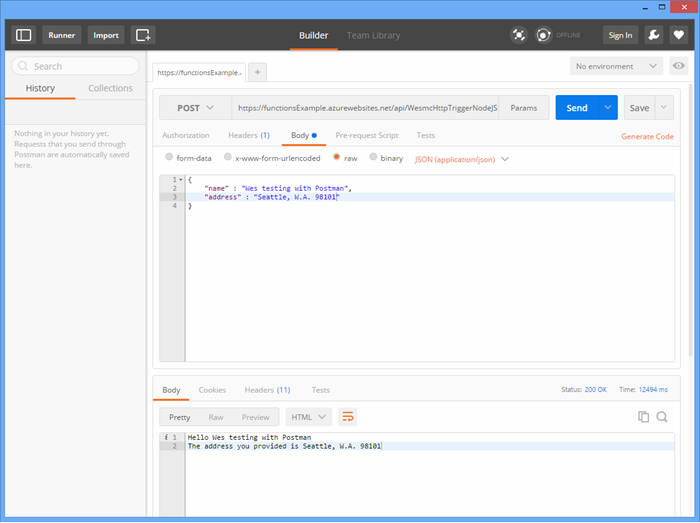 Runner Import Builder Team Library OFFLINE Sign In
Search
History Collections
Nothing in your history yet.
Requests that you send through
Postman are automatically saved
here.
https://functionsExample. + No environment
POST https://functionsExample.azurewebsites.net/api/WesmcHttpTriggerNodeJS Params Send Save
Authorization Headers (1) Body Pre-request Script Tests Generate Code
form-data x-www-form-urlencoded raw binary JSON (application/json)
1 {
2 "name" : "Wes testing with Postman",
3 "address" : "Seattle, W.A. 98101"
4 }
Body Cookies Headers (11) Tests Status: 200 OK Time: 12494 ms
Pretty Raw Preview HTML
i 1 Hello Wes testing with Postman
2 The address you provided is Seattle, W.A. 98101